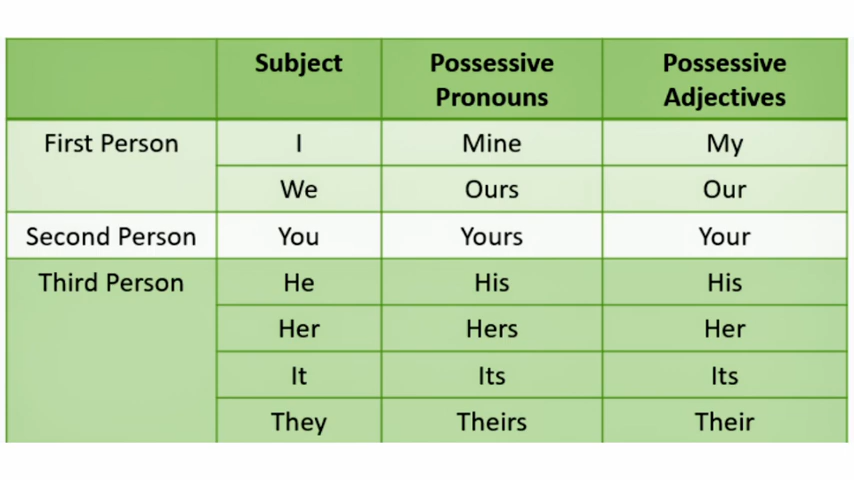 Subject Possessive Pronouns Possessive Adjectives
First Person I Mine My
We Ours Our
Second Person You Yours Your
Third Person He His His
Her Hers Her
It Its Its
They Theirs Their